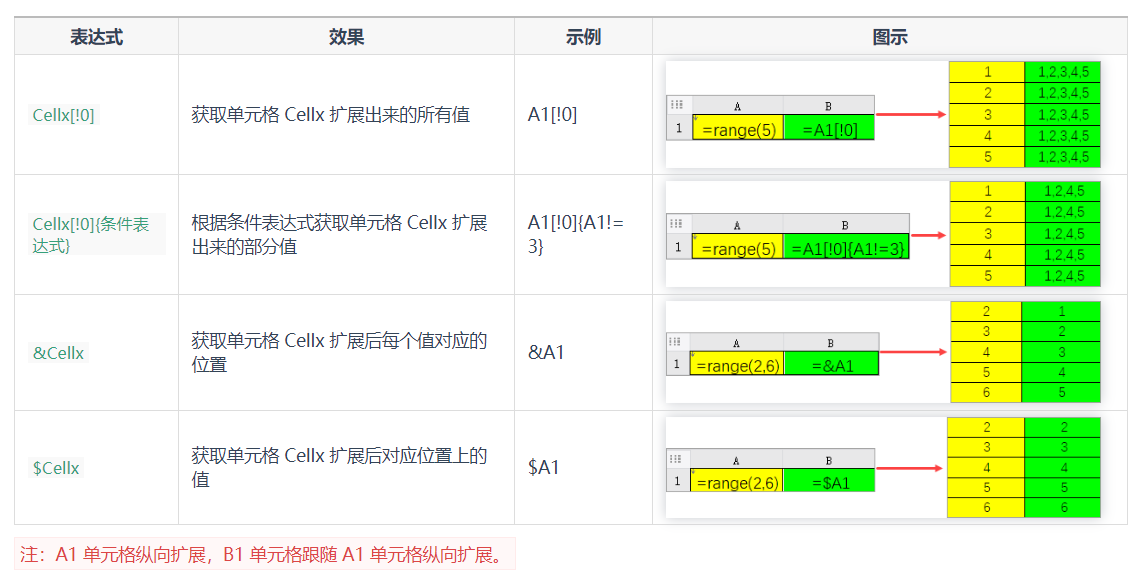 表达式 效果 示例 图示
Cellx[!0]
获取单元格 Cellx 扩展出来的所有值
A1[!0]
A B
1 =range(5) =A1[!0]
1 1,2,3,4,5
2 1,2,3,4,5
3 1,2,3,4,5
4 1,2,3,4,5
5 1,2,3,4,5
Cellx[!0]{条件表
达式}
根据条件表达式获取单元格 Cellx 扩展
出来的部分值
A1[!0]{A1!=
3}
A B
1 =range(5) =A1[!0]{A1!=3}
1 1,2,4,5
2 1,2,4,5
3 1,2,4,5
4 1,2,4,5
5 1,2,4,5
&Cellx
获取单元格 Cellx 扩展后每个值对应的
位置
&A1
A B
1 =range(2,6) =&A1
2 1
3 2
4 3
5 4
6 5
$Cellx
获取单元格 Cellx 扩展后对应位置上的
值
$A1
A B
1 =range(2,6) =$A1
2 2
3 3
4 4
5 5
6 6
注：A1 单元格纵向扩展，B1 单元格跟随 A1 单元格纵向扩展。